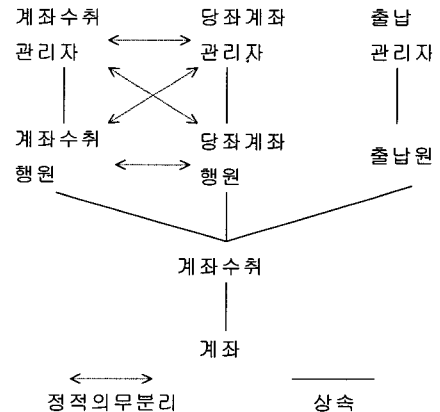 계좌수취 당좌계좌 출납
관리자 관리자 관리자
계좌수취 당좌계좌
행원 행원 출납원
계좌수취
계좌
정적의무분리 상속